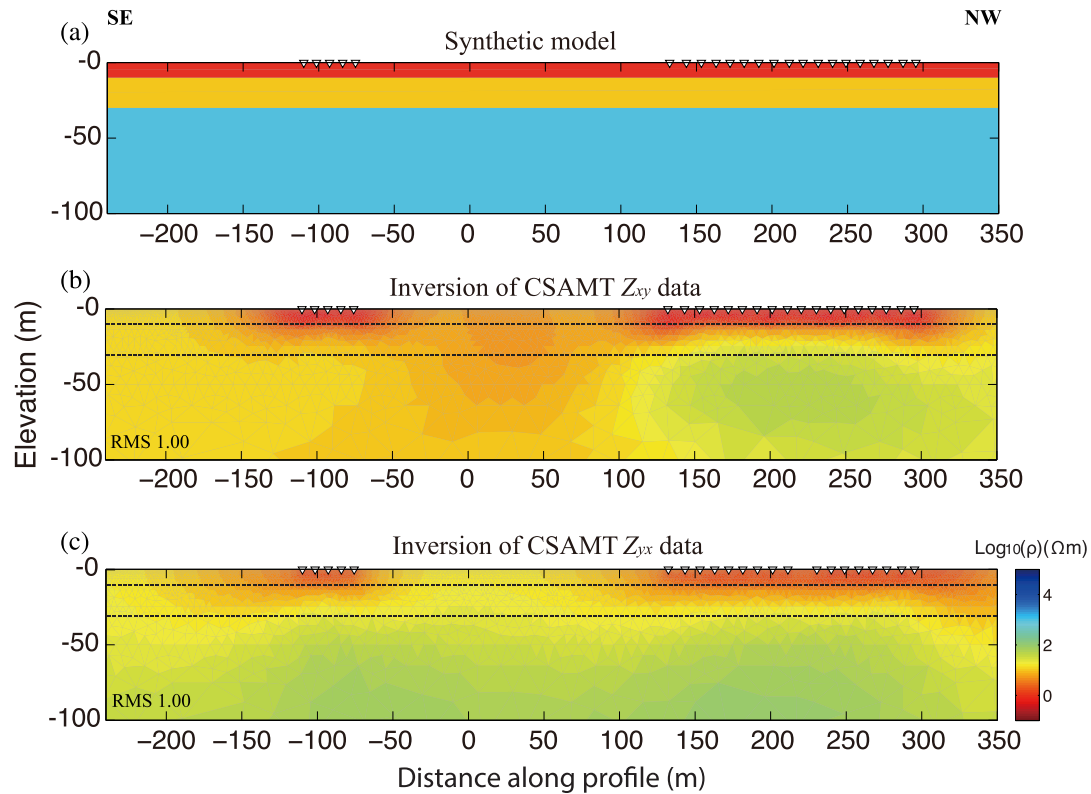 SE NW
(a)
Synthetic model
-0
-50
-100
−200 −150 −100 −50 0 50 100 150 200 250 300 350
(b)
Inversion of CSAMT Zxy data
-0
-50
RMS 1.00
-100
−200 −150 −100 −50 0 50 100 150 200 250 300 350
Elevation (m)
(c)
Inversion of CSAMT Zyx data
Log10(ρ)(Ωm)
-0
-50
RMS 1.00
-100
4
2
0
−200 −150 −100 −50 0 50 100 150 200 250 300 350
Distance along profile (m)